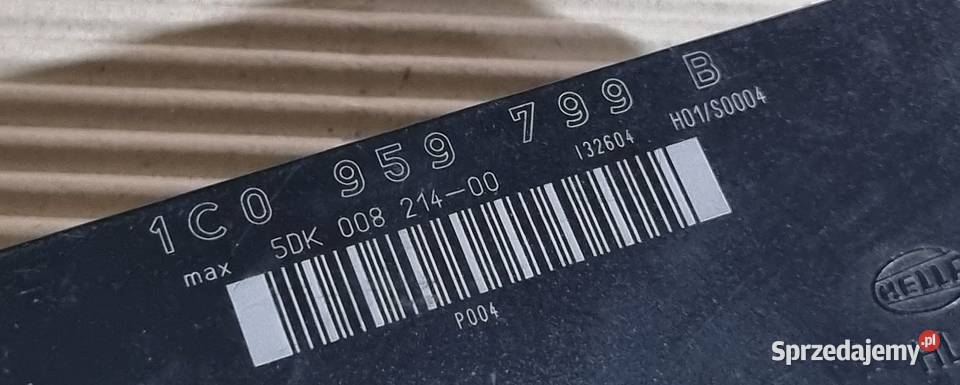 1C0 959 799 B
max 5DK 008 214-00 132604 H01/S0004
P004
HELLA
Sprzedajemy.pl